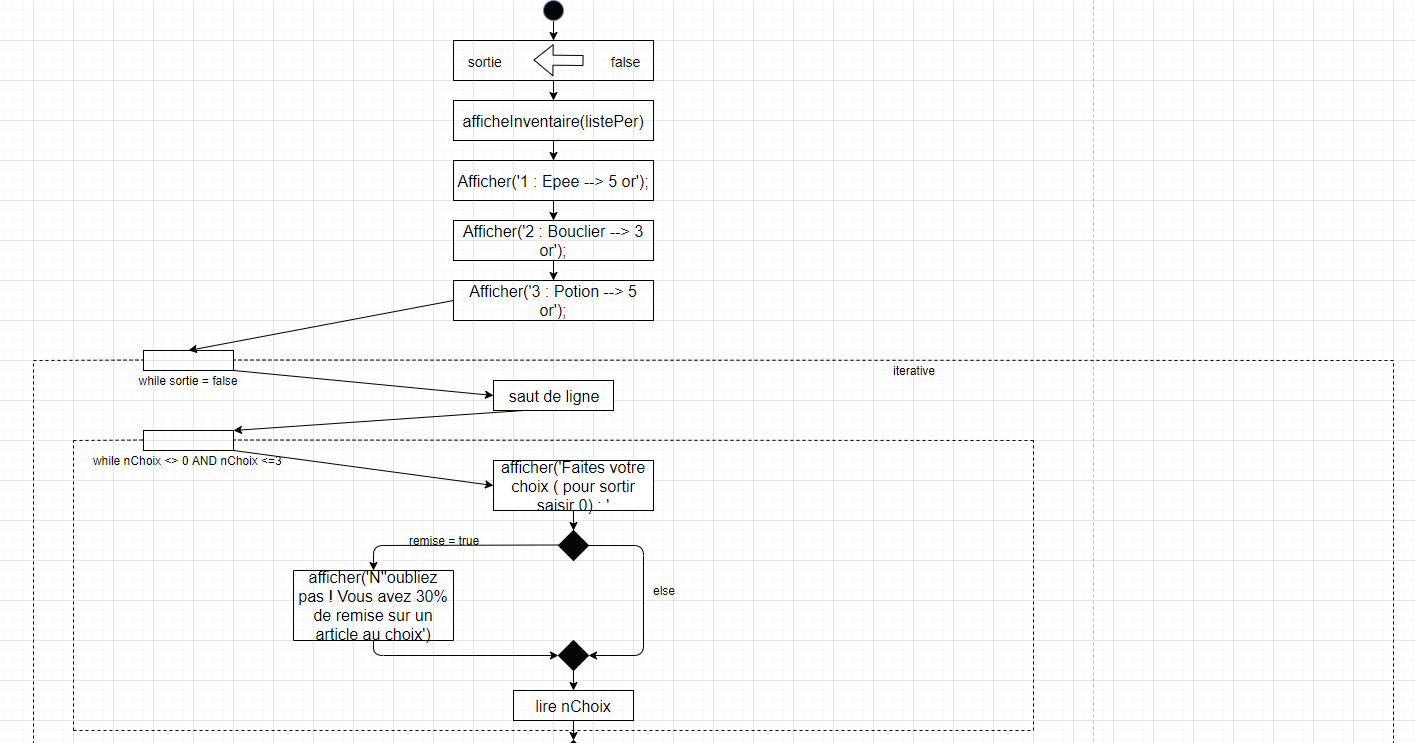 sortie false
afficheInventaire(listePer)
Afficher('1 : Epee --> 5 or');
Afficher('2 : Bouclier --> 3
or');
Afficher('3 : Potion --> 5
or');
iterative
while sortie = false
saut de ligne
while nChoix <> 0 AND nChoix <=3
afficher('Faites votre
choix ( pour sortir
saisir 0) : '
remise = true
afficher('N''oubliez
pas ! Vous avez 30%
de remise sur un
article au choix')
else
lire nChoix